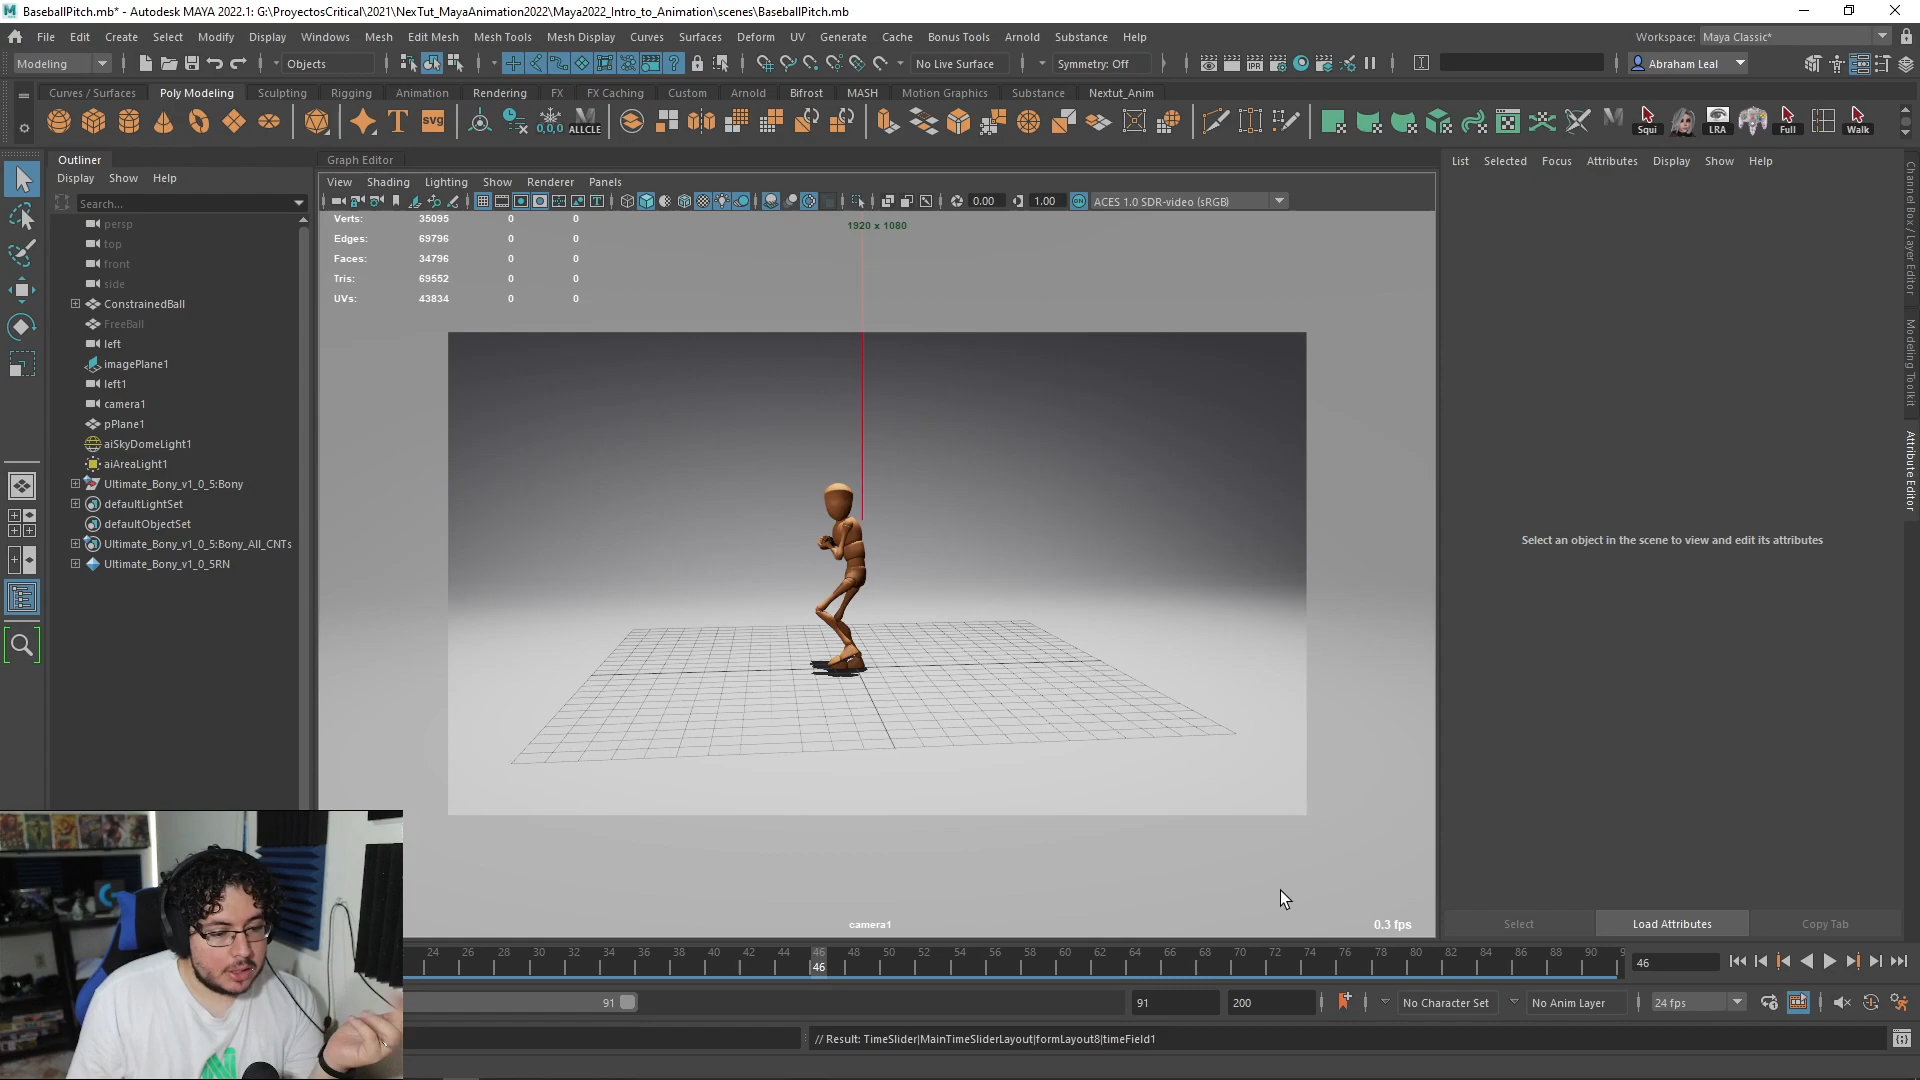 BaseballPitch.mb* - Autodesk MAYA 2022.1: G:\ProyectosCritical\2021\NexTut_MayaAnimation2022\Maya2022_Intro_to_Animation\scenes\BaseballPitch.mb
File Edit Create Select Modify Display Windows Mesh Edit Mesh Mesh Tools Mesh Display Curves Surfaces Deform UV Generate Cache Bonus Tools Arnold Substance Help
Workspace: Maya Classic*
Modeling Objects No Live Surface Symmetry: Off Abraham Leal
Curves / Surfaces Poly Modeling Sculpting Rigging Animation Rendering FX FX Caching Custom Arnold Bifrost MASH Motion Graphics Substance Nextut_Anim
T svg 0,0,0 ALLCLE Squi LRA Full Walk
Outliner
Graph Editor
Display Show Help
View Shading Lighting Show Renderer Panels
List Selected Focus Attributes Display Show Help
Search...
0.00 1.00 ACES 1.0 SDR-video (sRGB)
persp
top
front
side
ConstrainedBall
FreeBall
left
imagePlane1
left1
camera1
pPlane1
aiSkyDomeLight1
aiAreaLight1
Ultimate_Bony_v1_0_5:Bony
defaultLightSet
defaultObjectSet
Ultimate_Bony_v1_0_5:Bony_All_CNTs
Ultimate_Bony_v1_0_5RN
Verts: 35095 0 0
Edges: 69796 0 0
Faces: 34796 0 0
Tris: 69552 0 0
UVs: 43834 0 0
1920 x 1080
camera1
0.3 fps
Select an object in the scene to view and edit its attributes
Select Load Attributes Copy Tab
Channel Box / Layer Editor
Modeling Toolkit
Attribute Editor
24 26 28 30 32 34 36 38 40 42 44 46 48 50 52 54 56 58 60 62 64 66 68 70 72 74 76 78 80 82 84 86 88 90 9
46
46
91 91 200 No Character Set No Anim Layer 24 fps
// Result: TimeSlider|MainTimeSliderLayout|formLayout8|timeField1